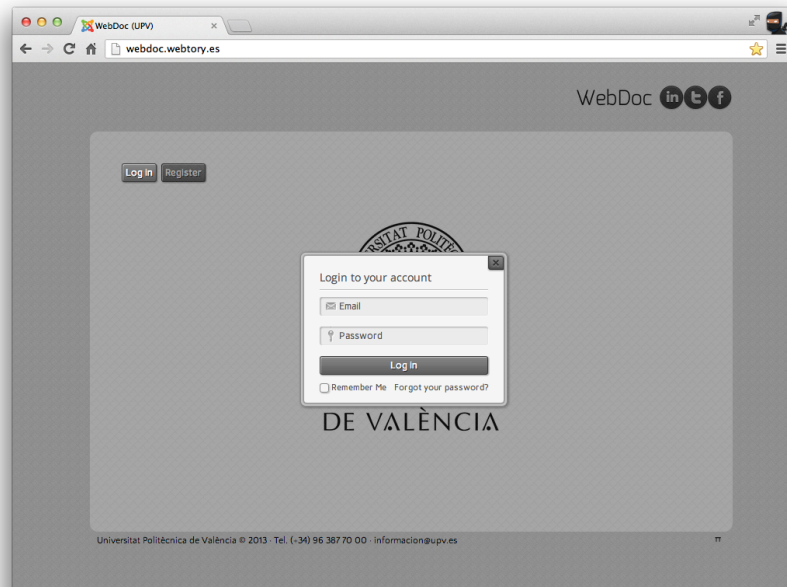 WebDoc (UPV)
webdoc.webtory.es
WebDoc
Log in Register
SITAT POLITÈ
Login to your account
Email
Password
Log in
Remember Me Forgot your password?
DE VALÈNCIA
Universitat Politècnica de València © 2013 · Tel. (+34) 96 387 70 00 · informacion@upv.es